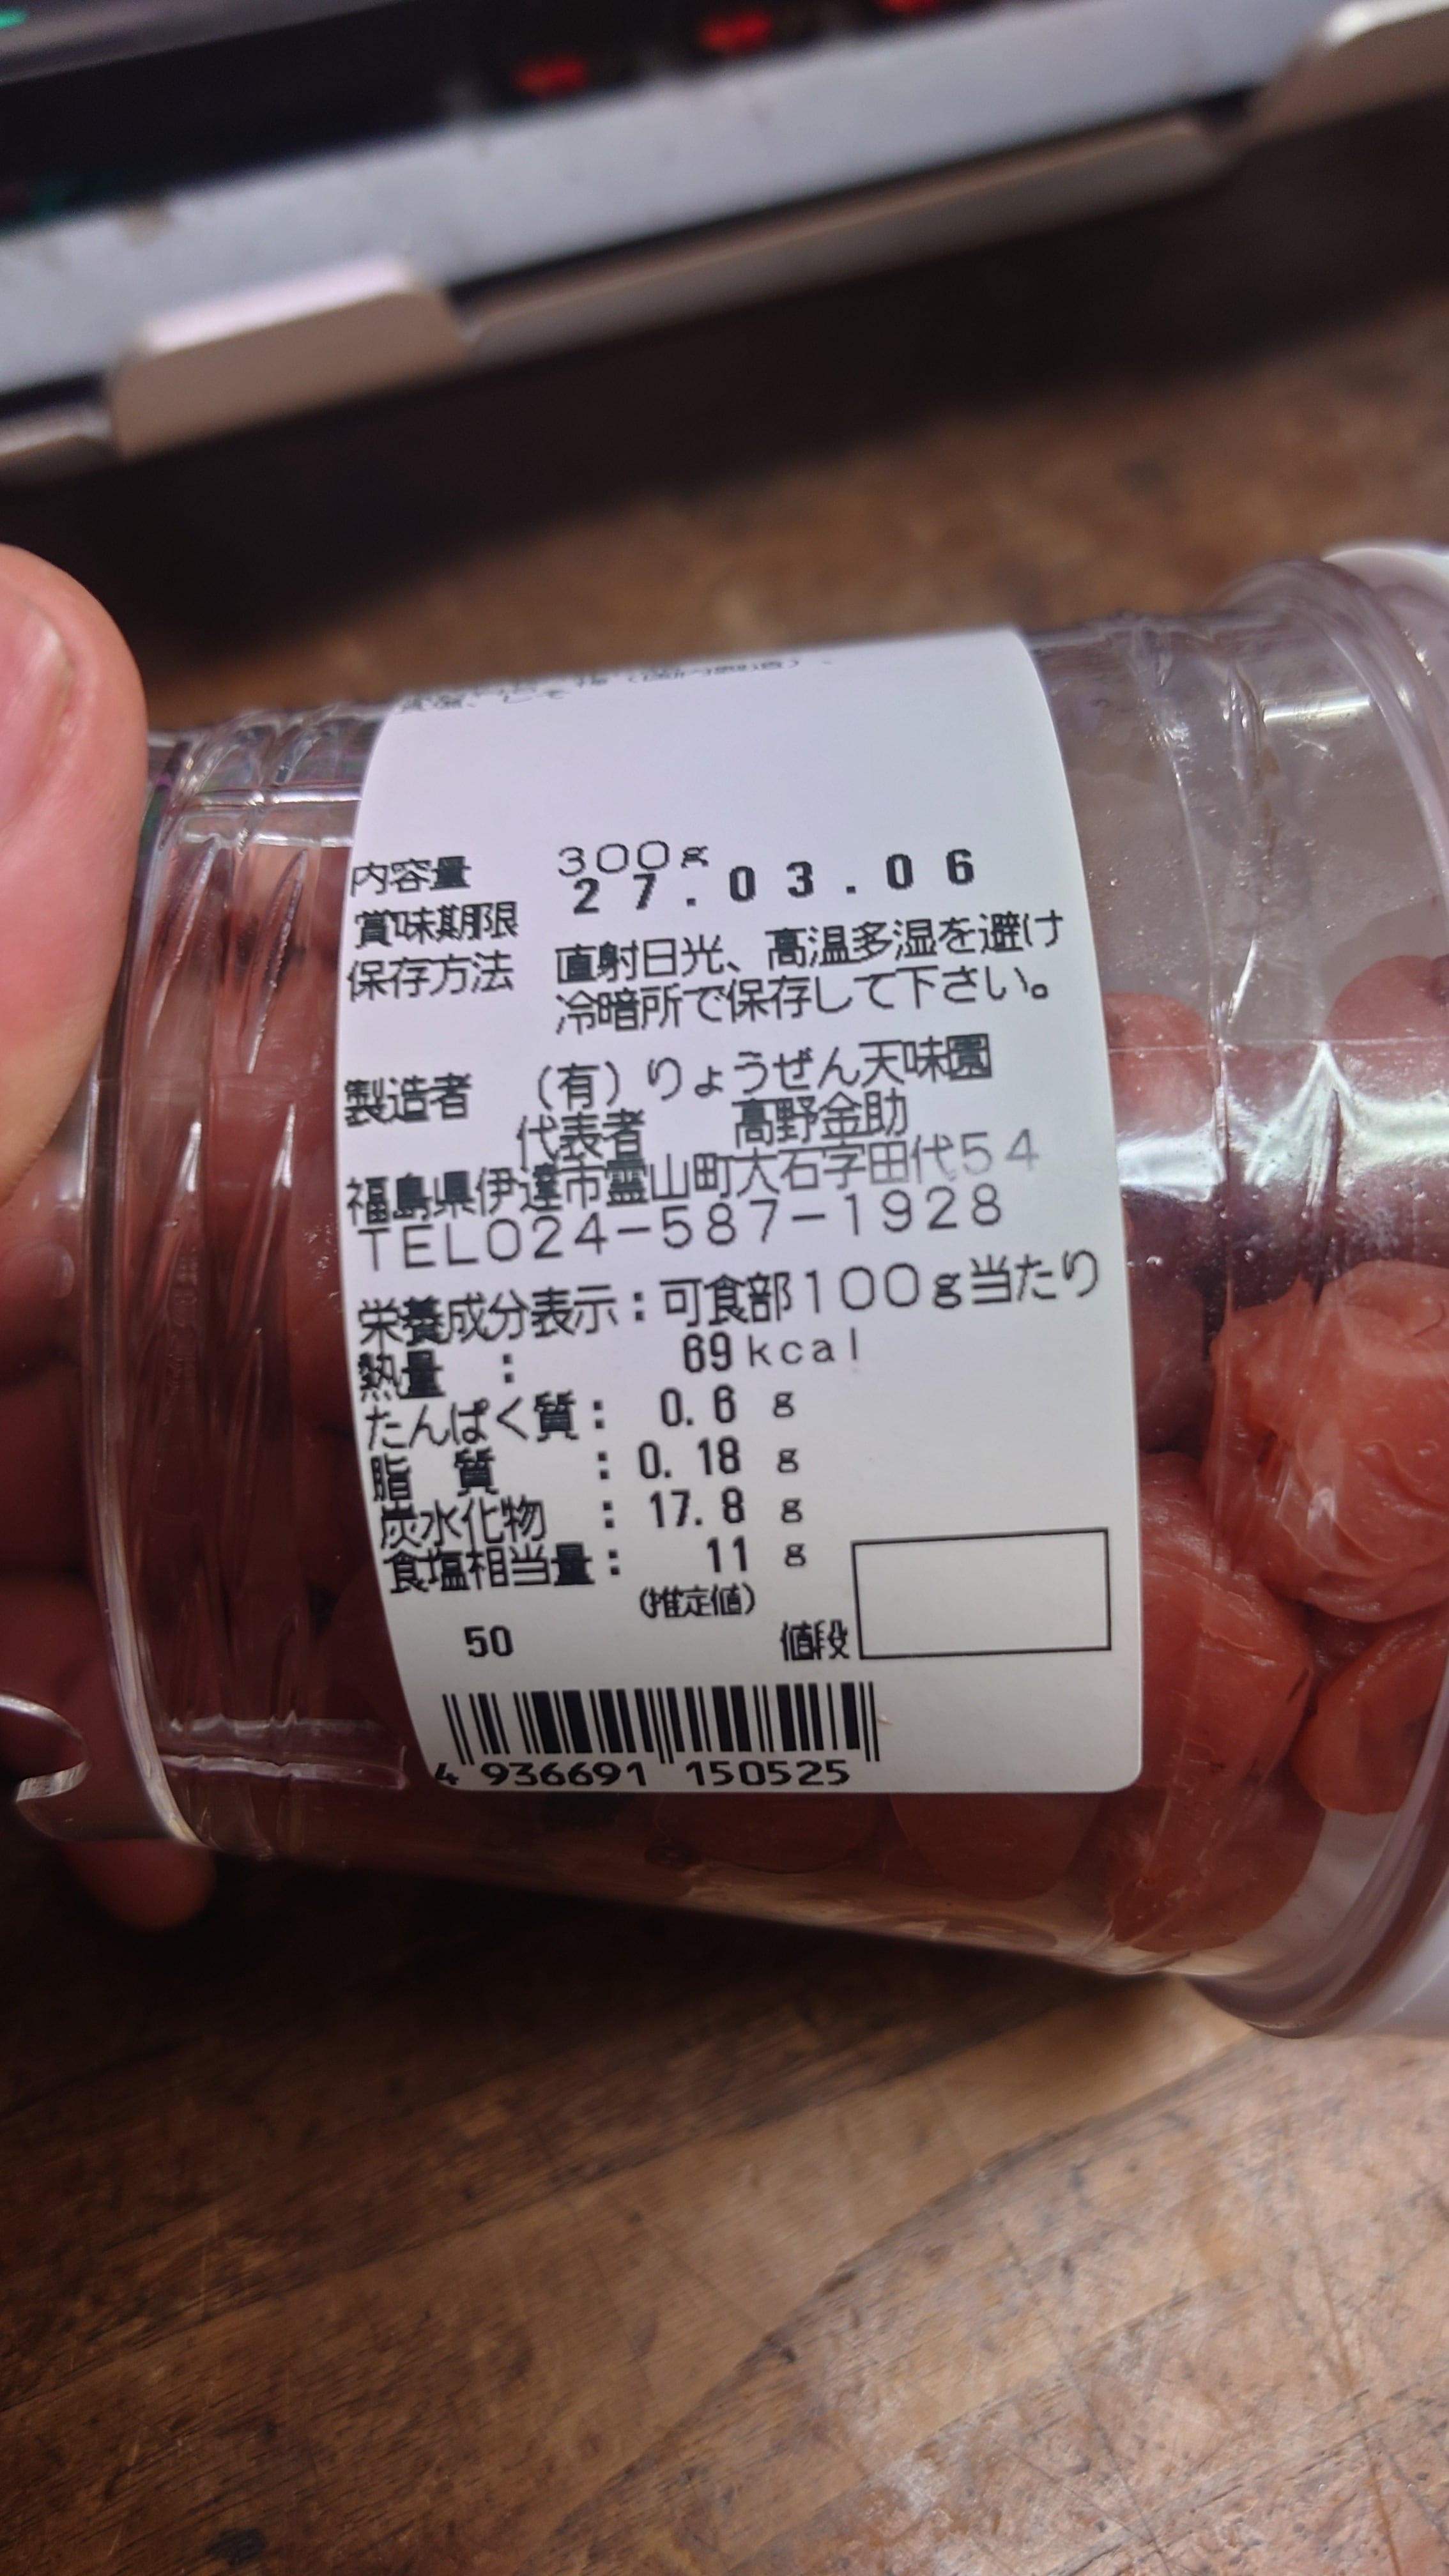 内容量 300g
賞味期限 27.03.06
保存方法 直射日光、高温多湿を避け
冷暗所で保存して下さい。
製造者 (有)りょうぜん天味園
代表者 高野金助
福島県伊達市霊山町大石字田代54
TEL024-587-1928
栄養成分表示:可食部100g当たり
熱量 : 69kcal
たんぱく質: 0.6 g
脂 質 : 0.18 g
炭水化物 : 17.8 g
食塩相当量: 11 g
(推定値)
50 値段
4 936691 150525